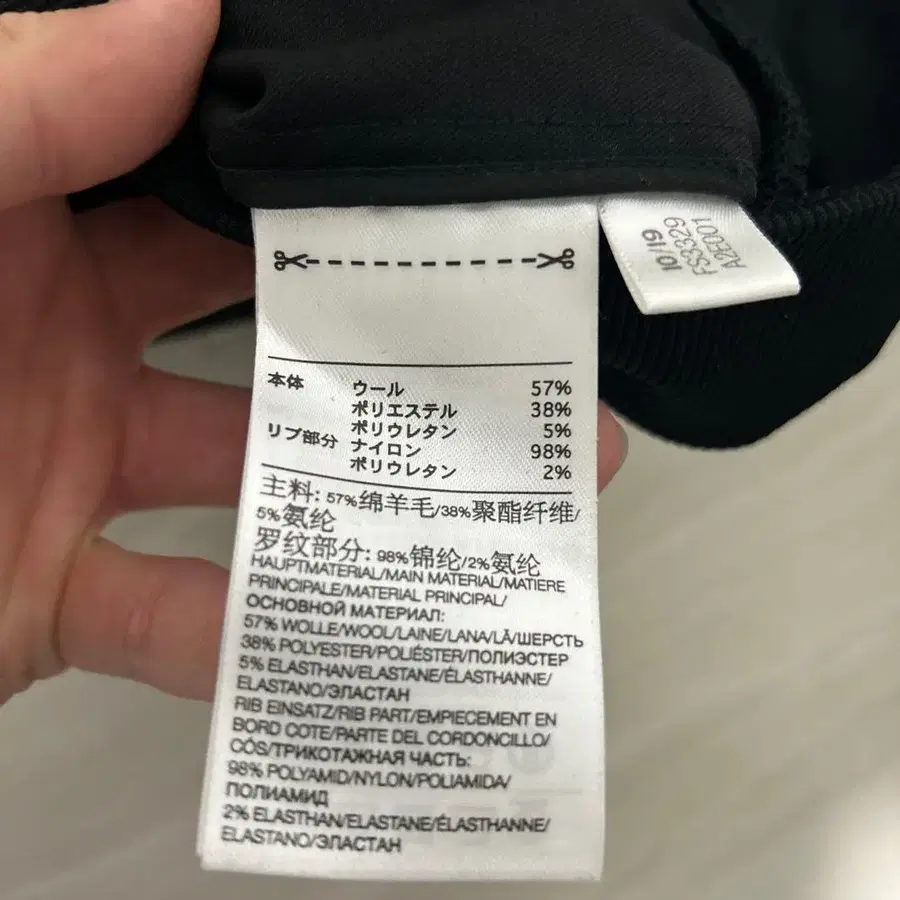 10/19
FS3329
A2E001
本体 ウール 57%
ポリエステル 38%
ポリウレタン 5%
リブ部分 ナイロン 98%
ポリウレタン 2%
主料: 57%绵羊毛/38%聚酯纤维/
5%氨纶
罗纹部分: 98%锦纶/2%氨纶
HAUPTMATERIAL/MAIN MATERIAL/MATIERE
PRINCIPALE/MATERIAL PRINCIPAL/
ОСНОВНОЙ МАТЕРИАЛ:
57% WOLLE/WOOL/LAINE/LANA/LÃ/ШЕРСТЬ
38% POLYESTER/POLIÉSTER/ПОЛИЭСТЕР
5% ELASTHAN/ELASTANE/ÉLASTHANNE/
ELASTANO/ЭЛАСТАН
RIB EINSATZ/RIB PART/EMPIECEMENT EN
BORD COTE/PARTE DEL CORDONCILLO/
CÓS/ТРИКОТАЖНАЯ ЧАСТЬ:
98% POLYAMID/NYLON/POLIAMIDA/
ПОЛИАМИД
2% ELASTHAN/ELASTANE/ÉLASTHANNE/
ELASTANO/ЭЛАСТАН